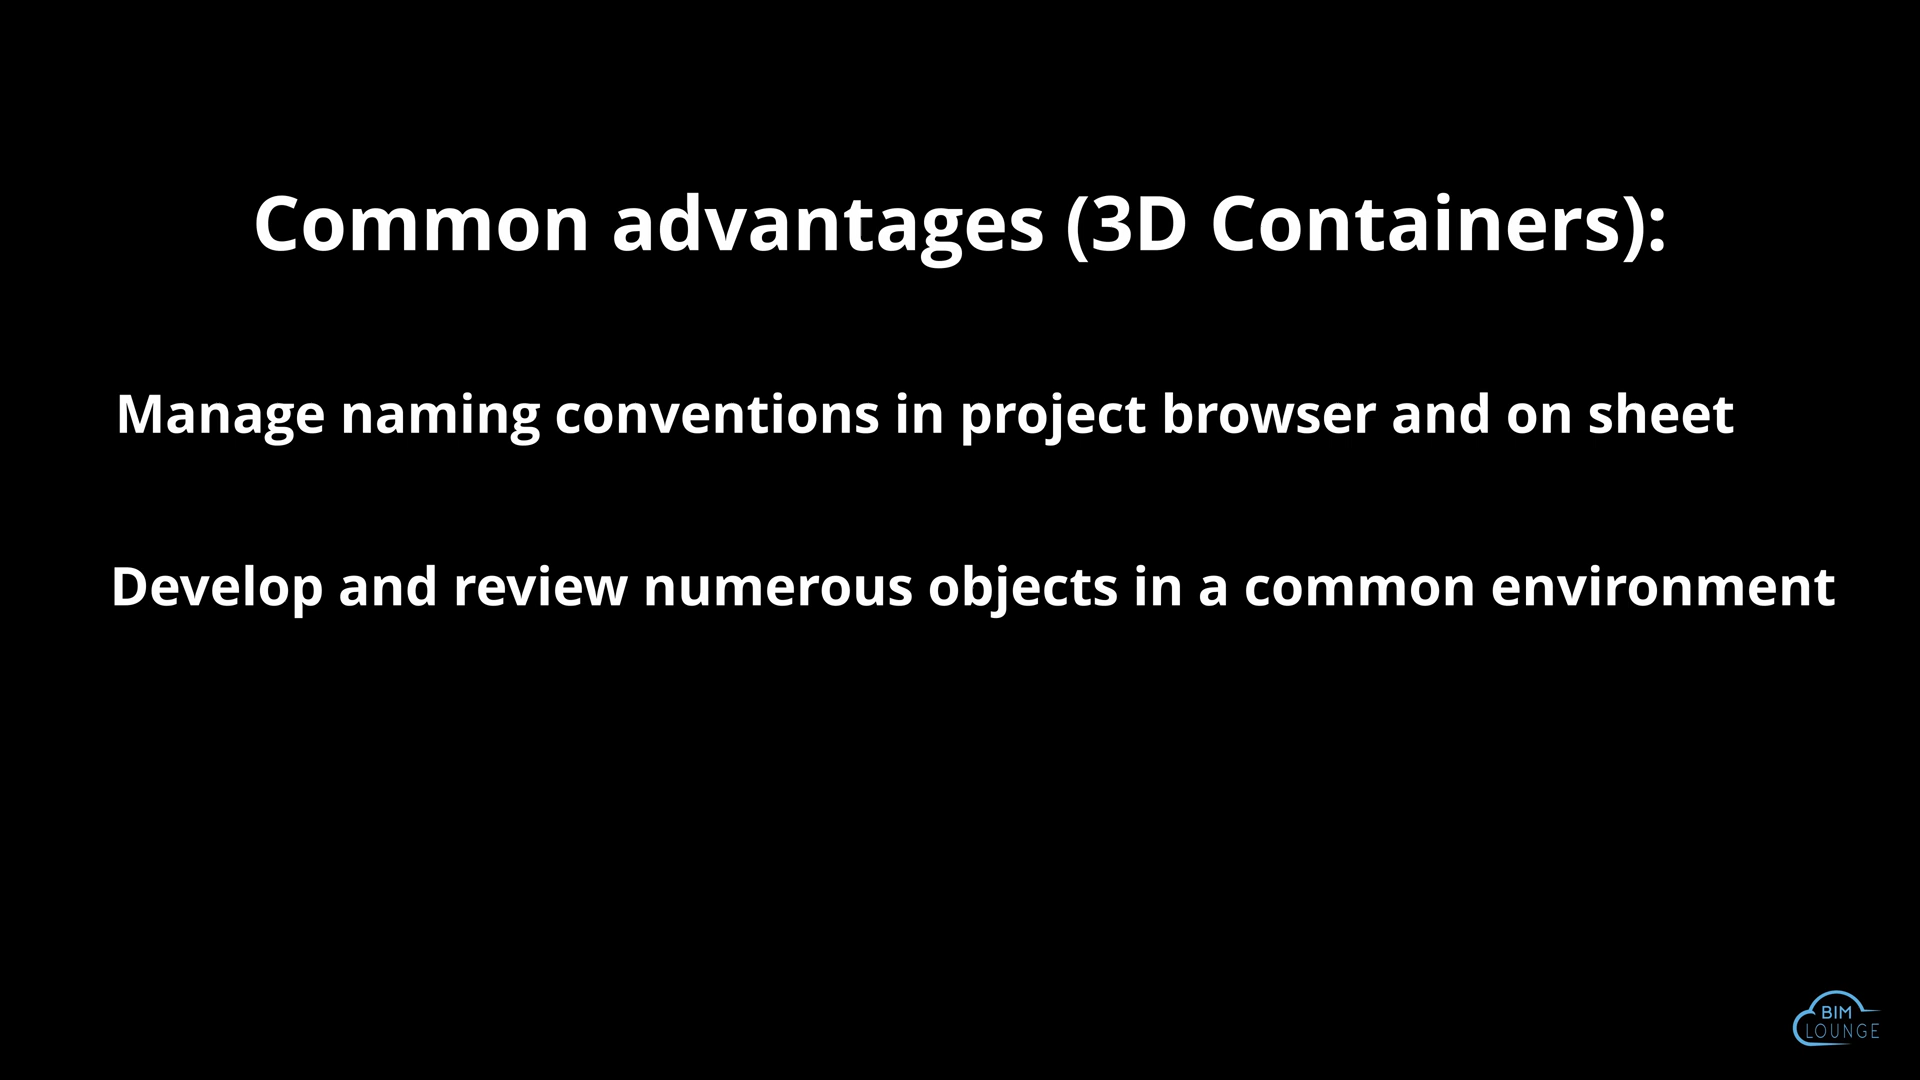 Common advantages (3D Containers):
Manage naming conventions in project browser and on sheet
Develop and review numerous objects in a common environment
BIM
LOUNGE